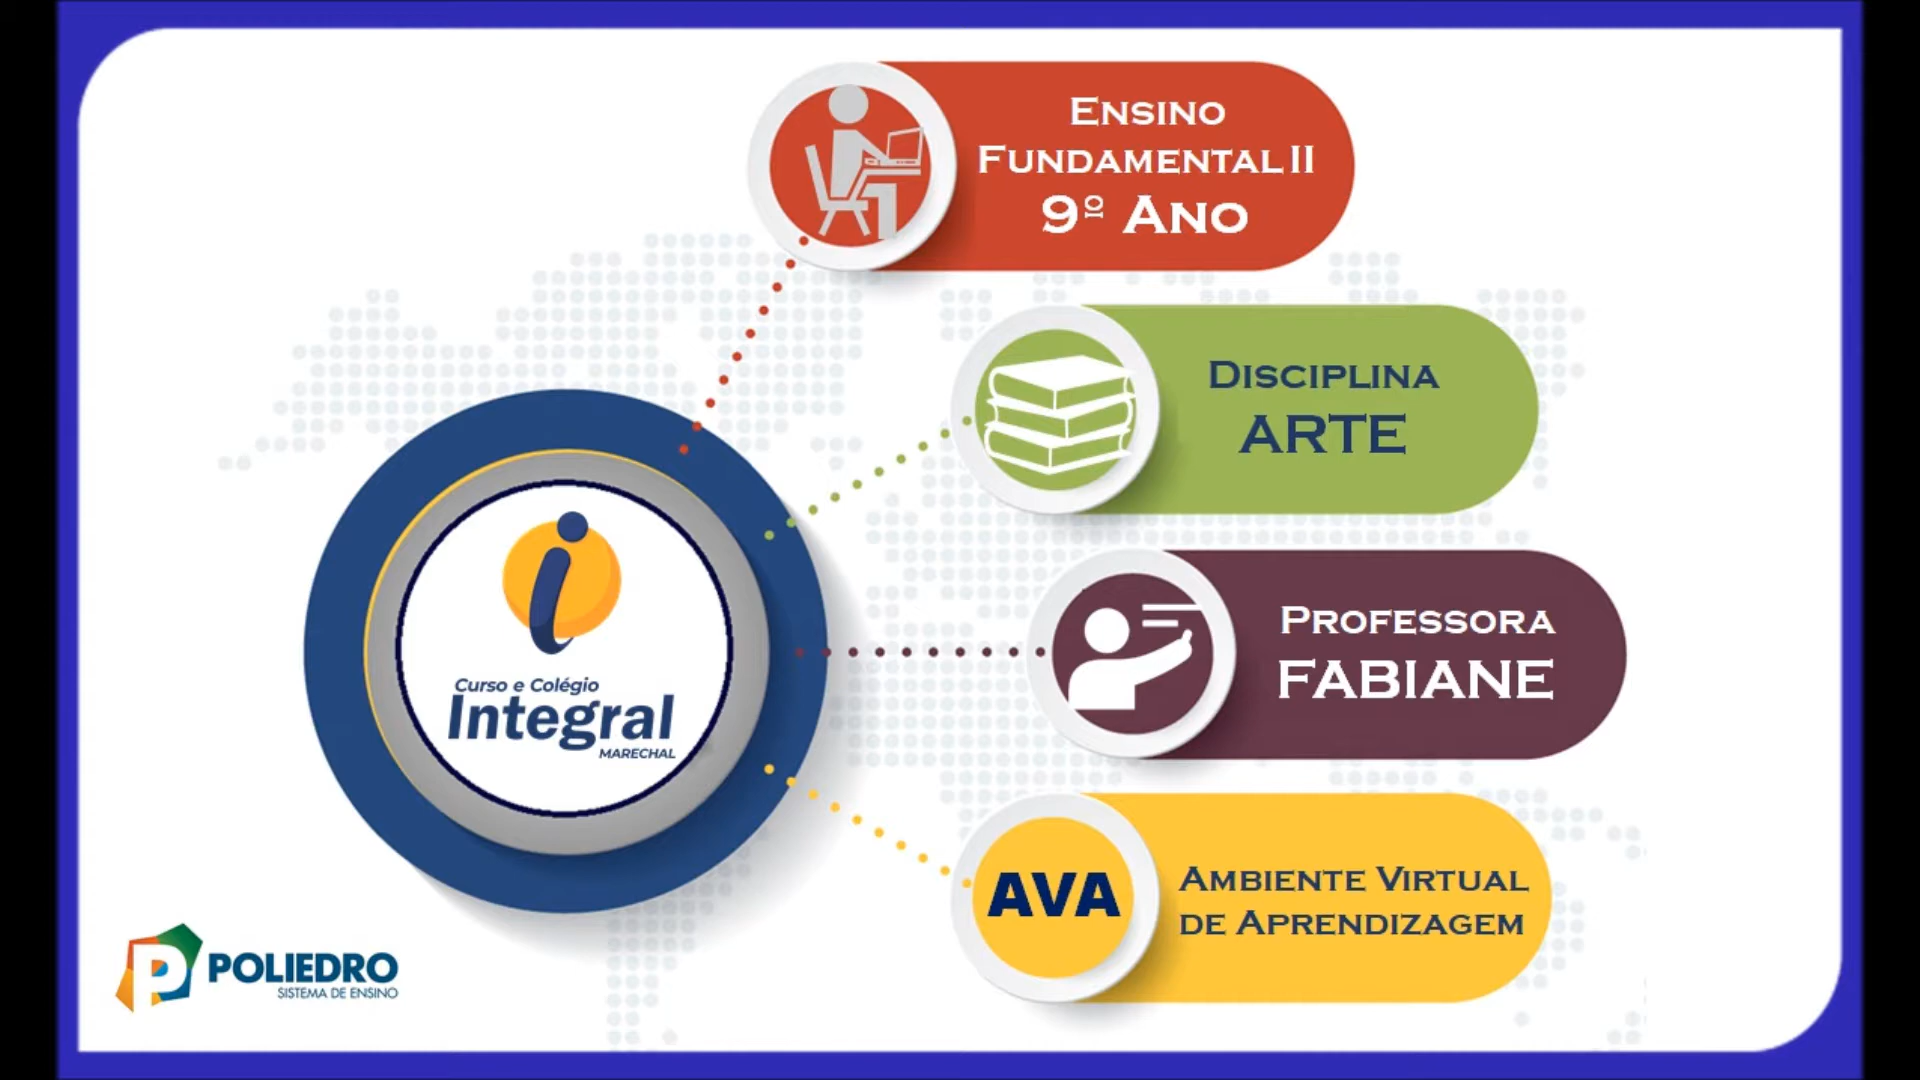 Ensino
Fundamental II
9º Ano
Disciplina
ARTE
Curso e Colégio
Integral
MARECHAL
Professora
FABIANE
AVA
Ambiente Virtual
de Aprendizagem
POLIEDRO
SISTEMA DE ENSINO